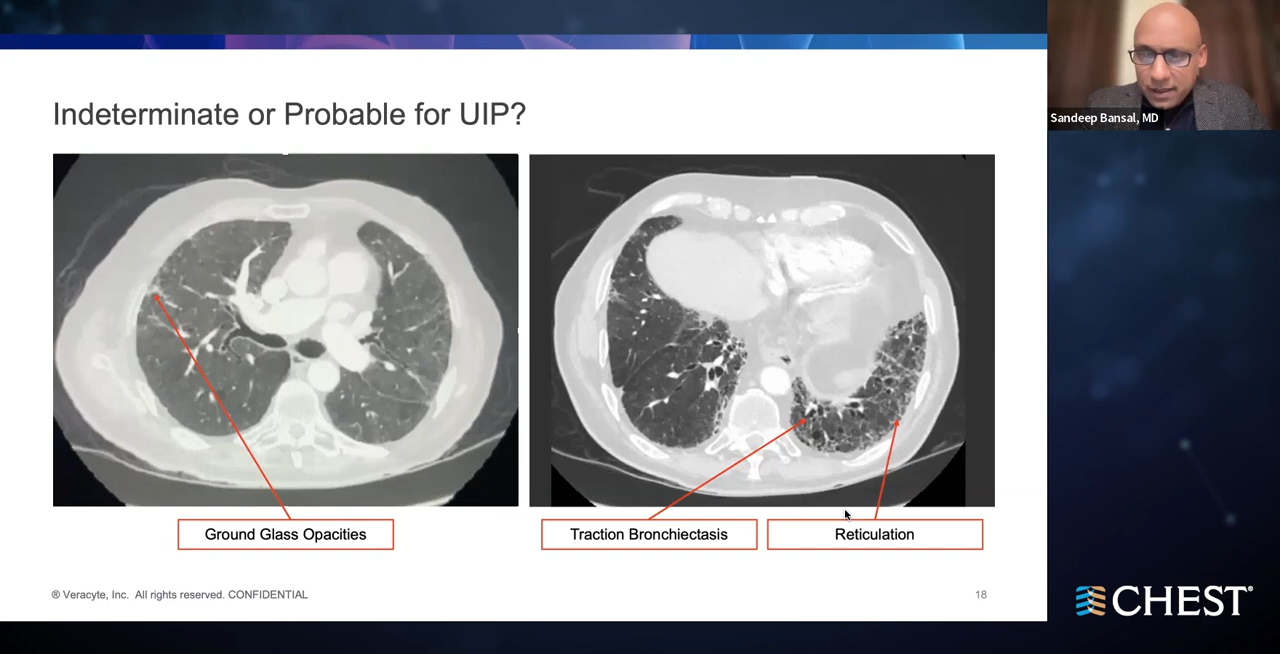 Sandeep Bansal, MD
Indeterminate or Probable for UIP?
Ground Glass Opacities
Traction Bronchiectasis
Reticulation
® Veracyte, Inc.  All rights reserved. CONFIDENTIAL
18
CHEST®